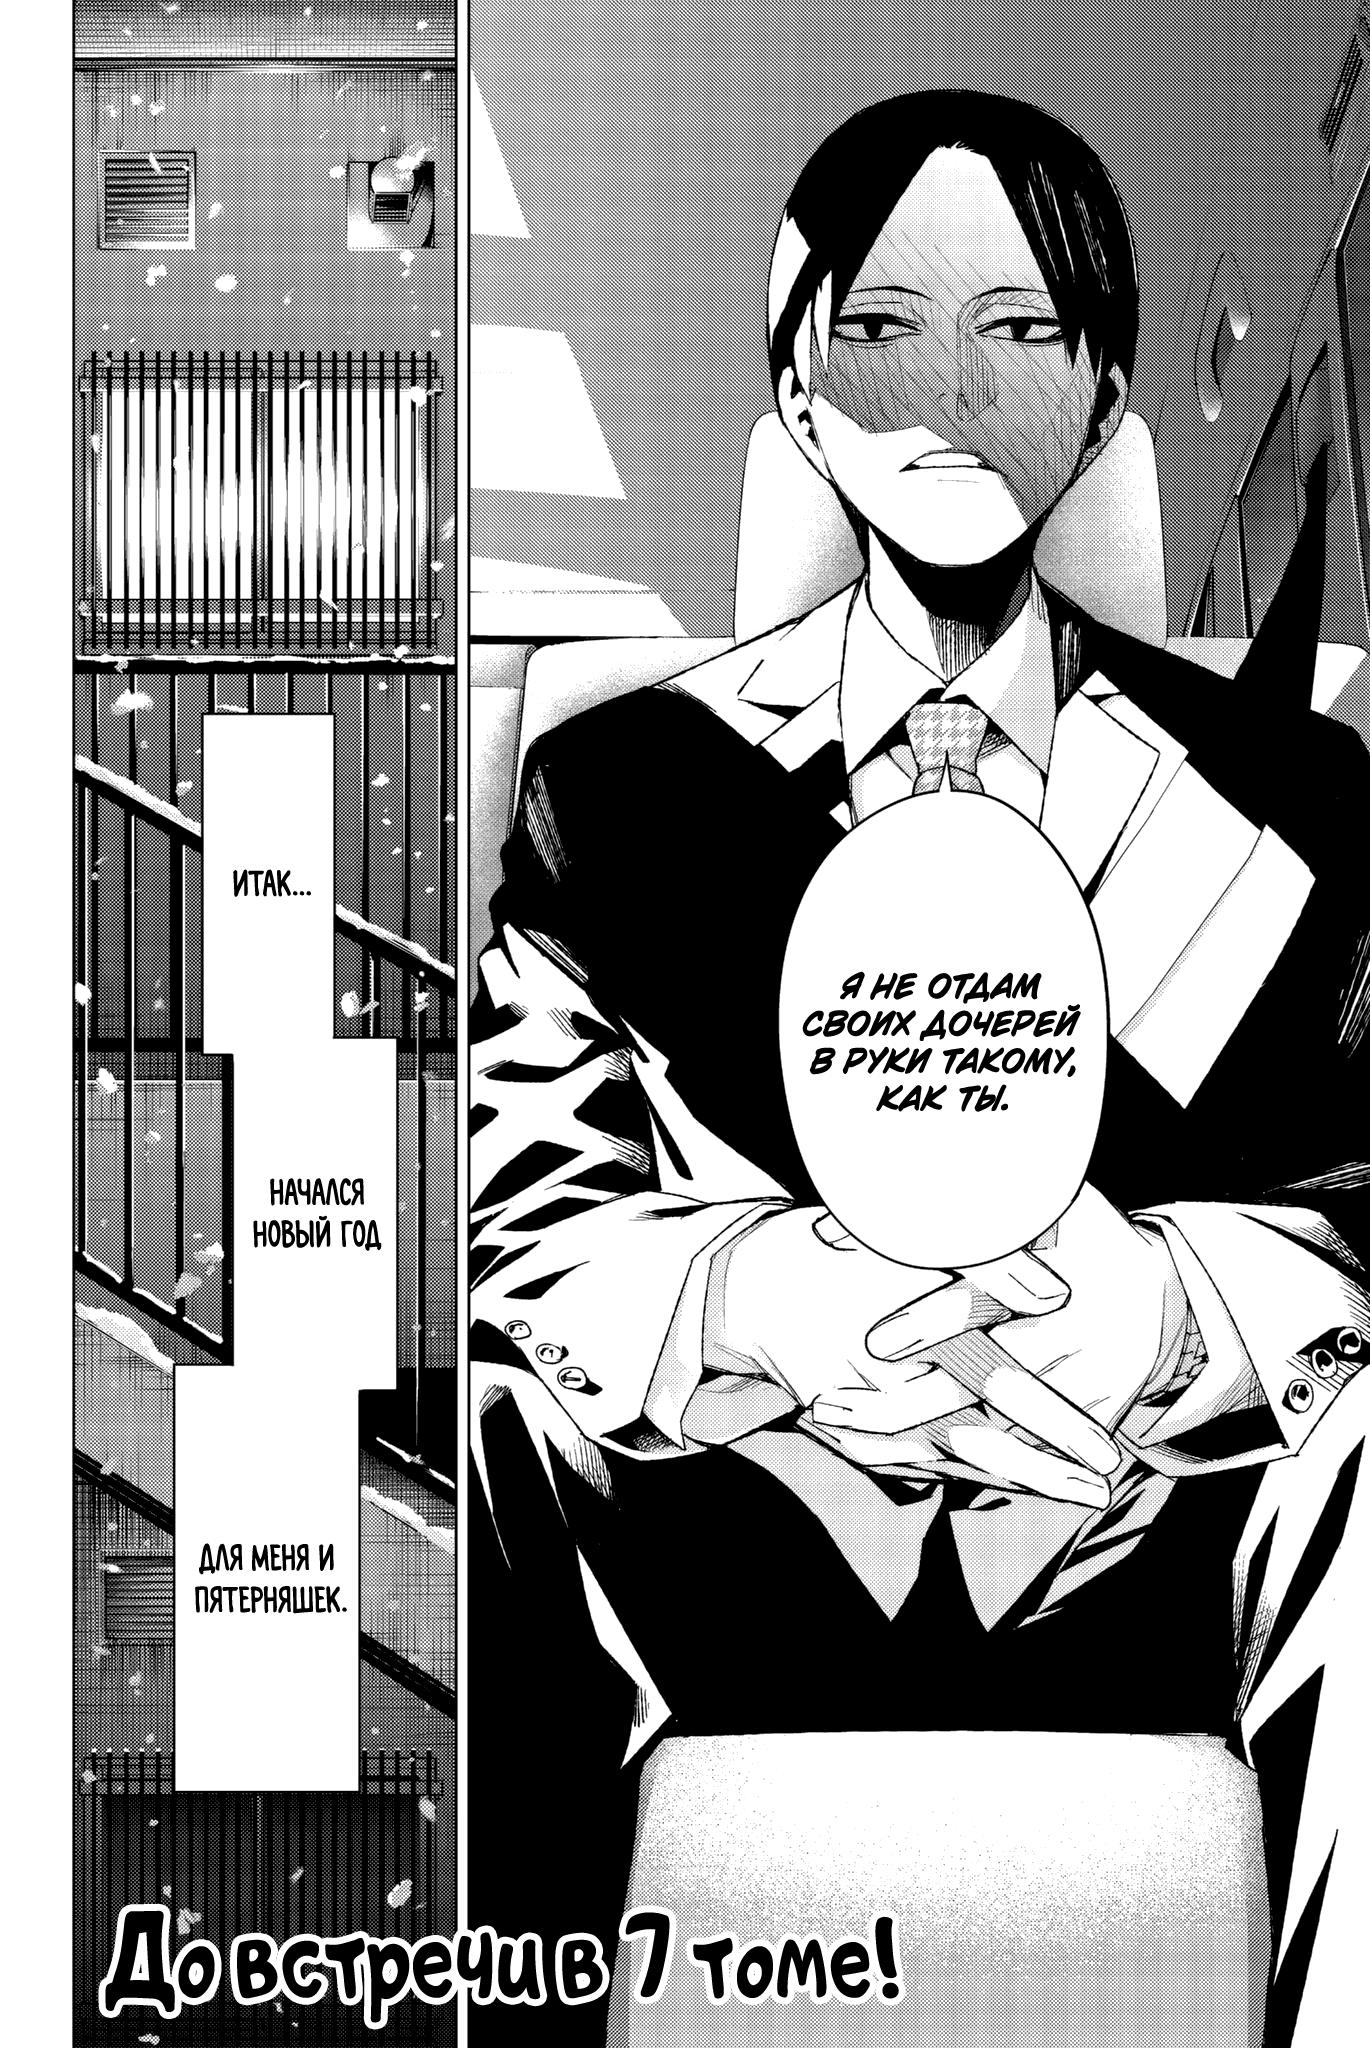 Я НЕ ОТДАМ
СВОИХ ДОЧЕРЕЙ
В РУКИ ТАКОМУ,
КАК ТЫ.
ИТАК...
НАЧАЛСЯ
НОВЫЙ ГОД
ДЛЯ МЕНЯ И
ПЯТЕРНЯШЕК.
До встречи в 7 томе!